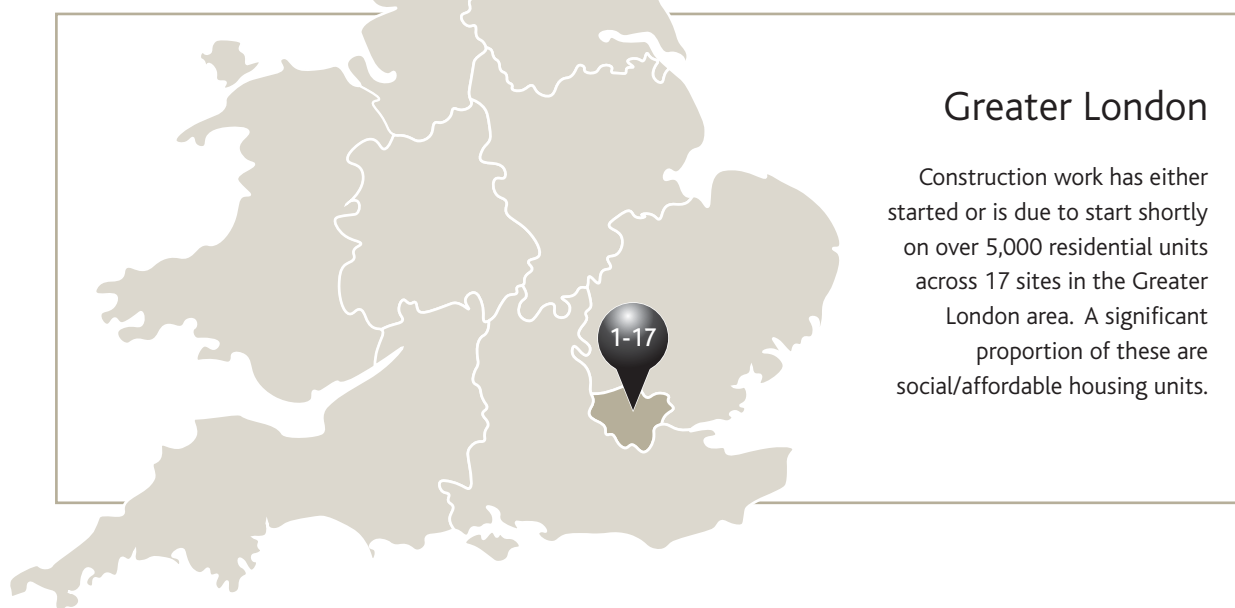 Greater London
Construction work has either
started or is due to start shortly
on over 5,000 residential units
across 17 sites in the Greater
London area. A significant
proportion of these are
social/affordable housing units.
1-17